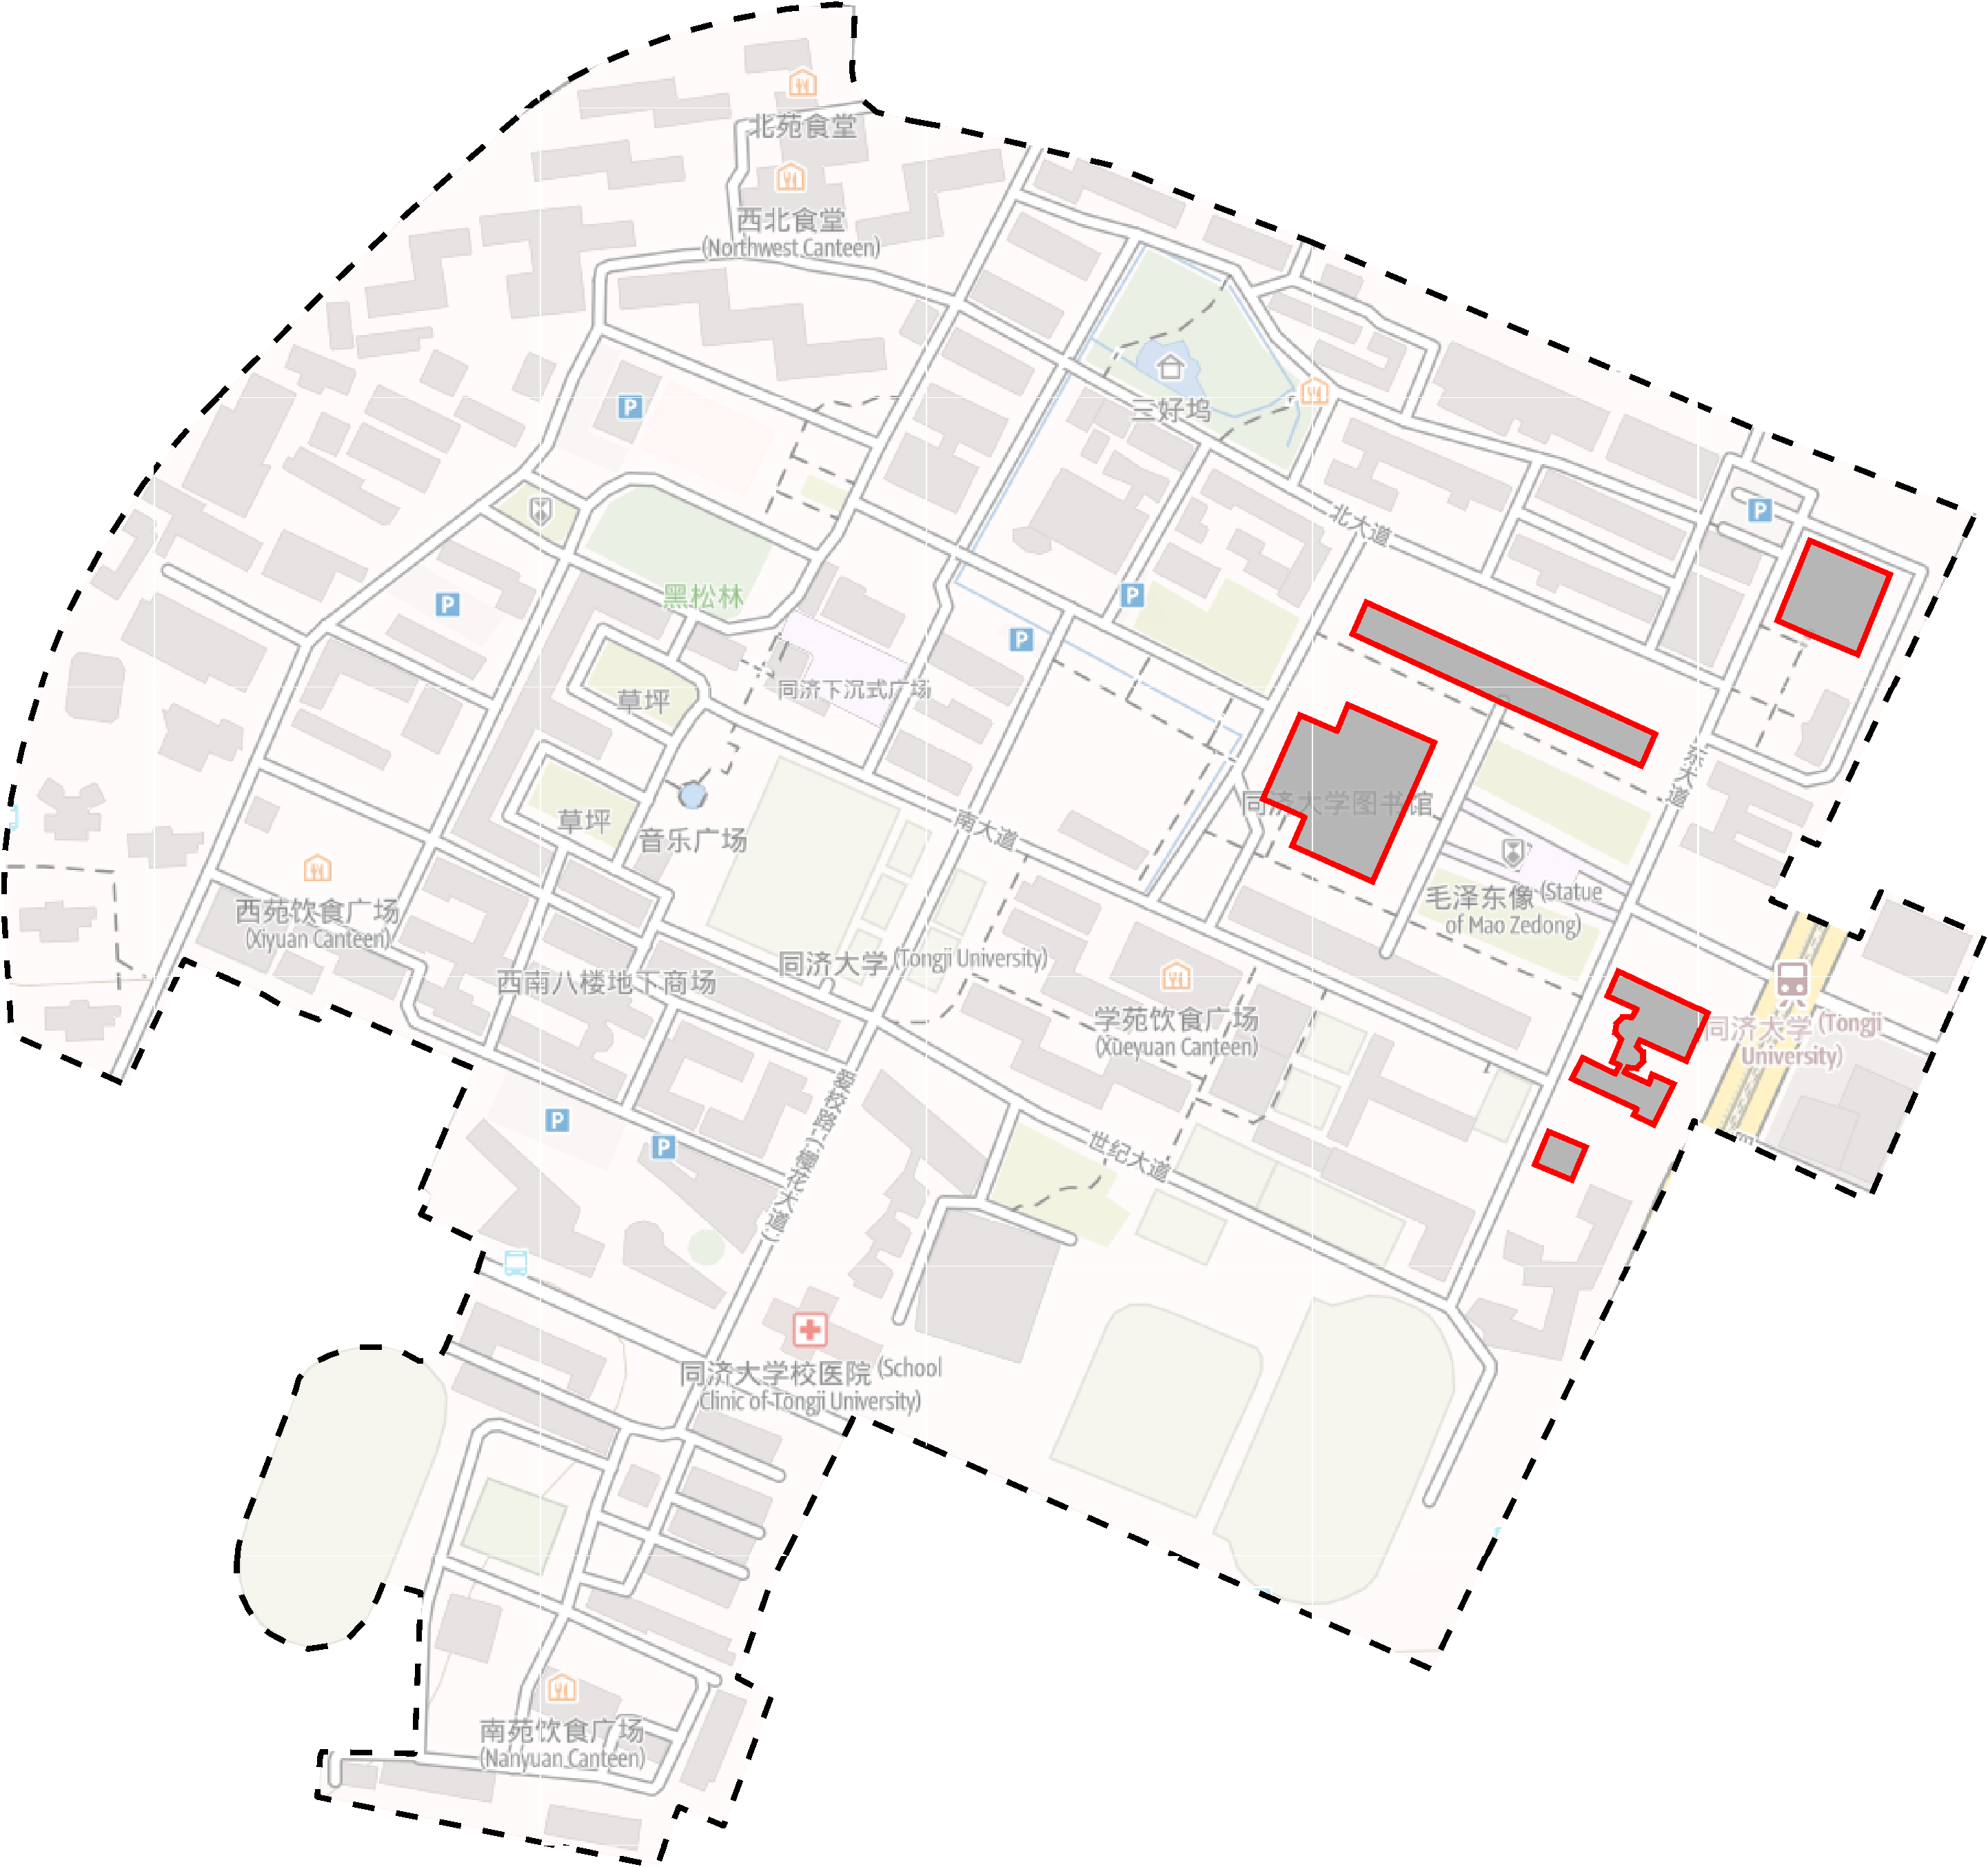 北苑食堂
西北食堂
(Northwest Canteen)
三好坞
P
北大道
P
黑松林
P
P
P
同济下沉式广场
草坪
东大道
同济大学图书馆
草坪
音乐广场
南大道
毛泽东像 (Statue
of Mao Zedong)
西苑饮食广场
(Xiyuan Canteen)
同济大学 (Tongji University)
西南八楼地下商场
学苑饮食广场
(Xueyuan Canteen)
同济大学 (Tongji
University)
爱校路 (樱花大道)
P
P
世纪大道
同济大学校医院 (School
Clinic of Tongji University)
南苑饮食广场
(Nanyuan Canteen)